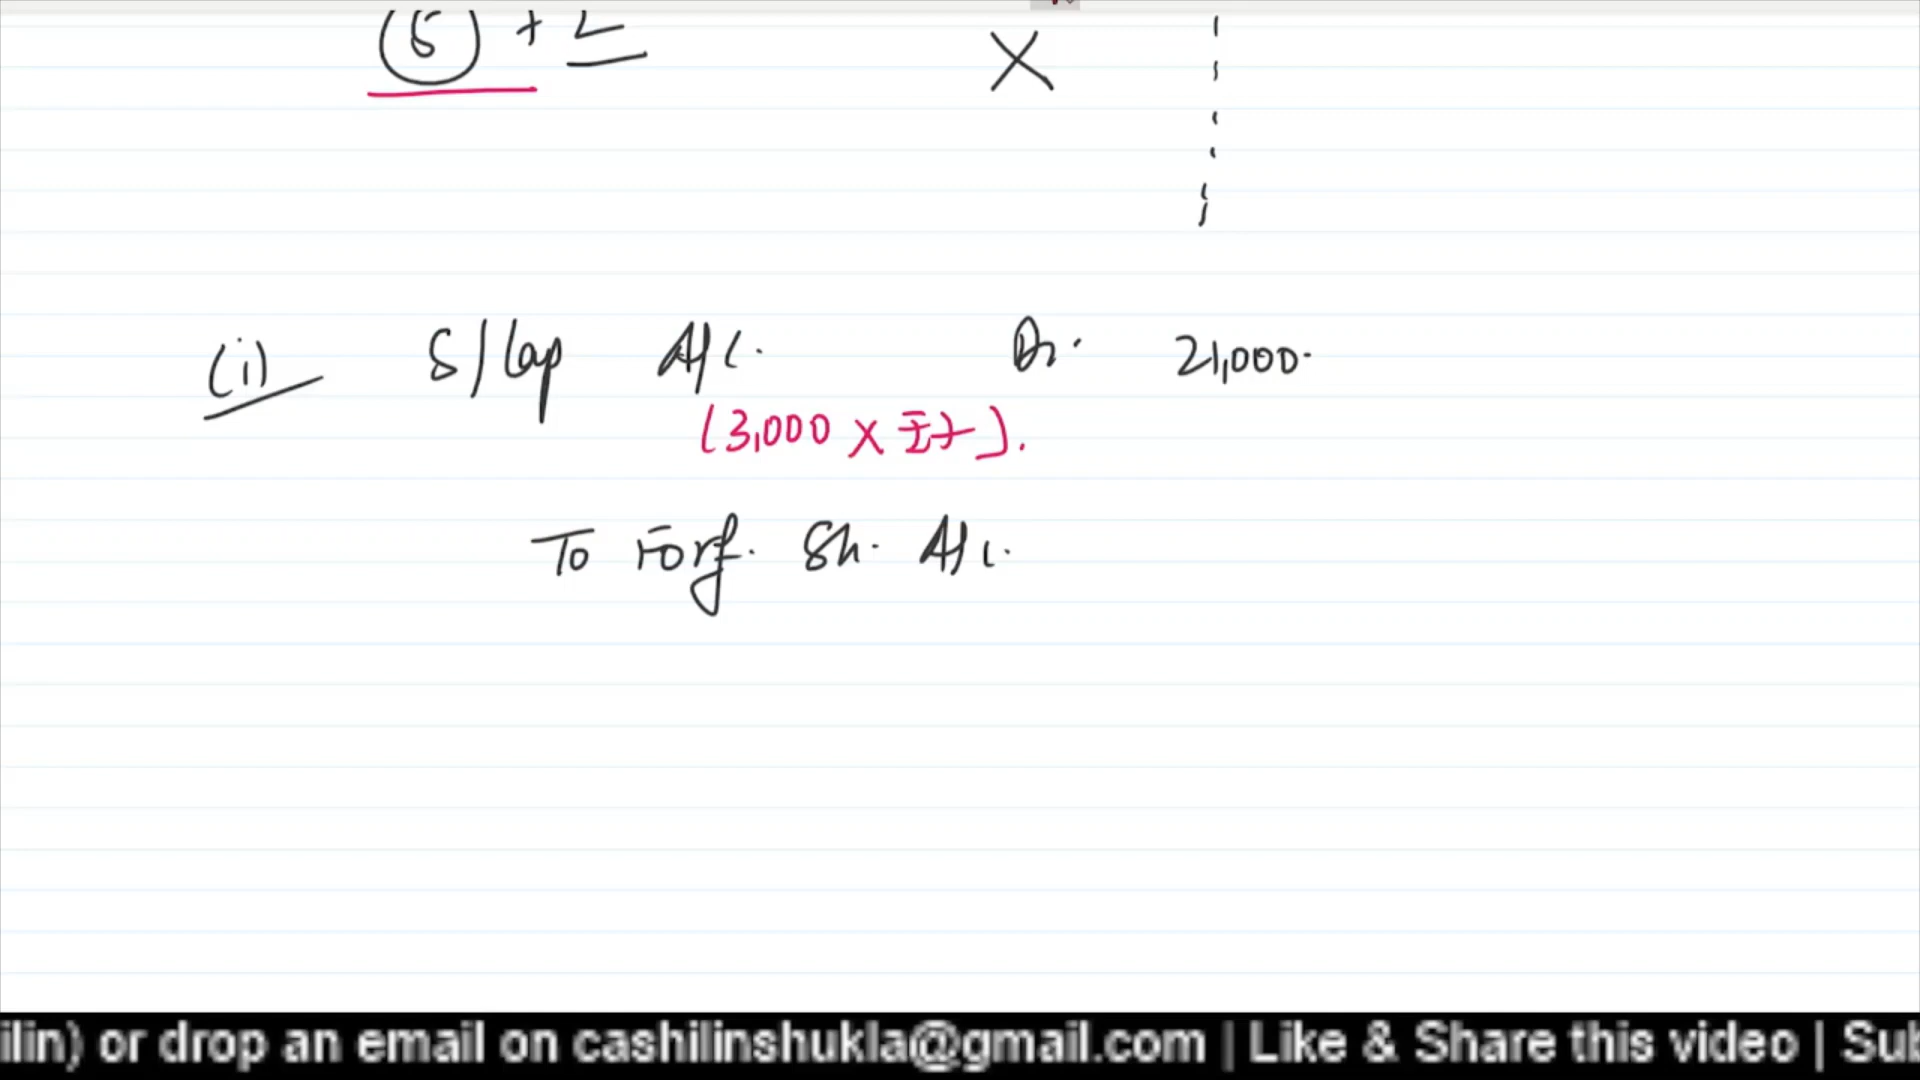 (5) + 2
X
(i) S/Cap A/c. Dr. 21,000.
(3,000 X ₹7).
To Forf. Sh. A/c.
ilin) or drop an email on cashilinshukla@gmail.com | Like & Share this video | Sub